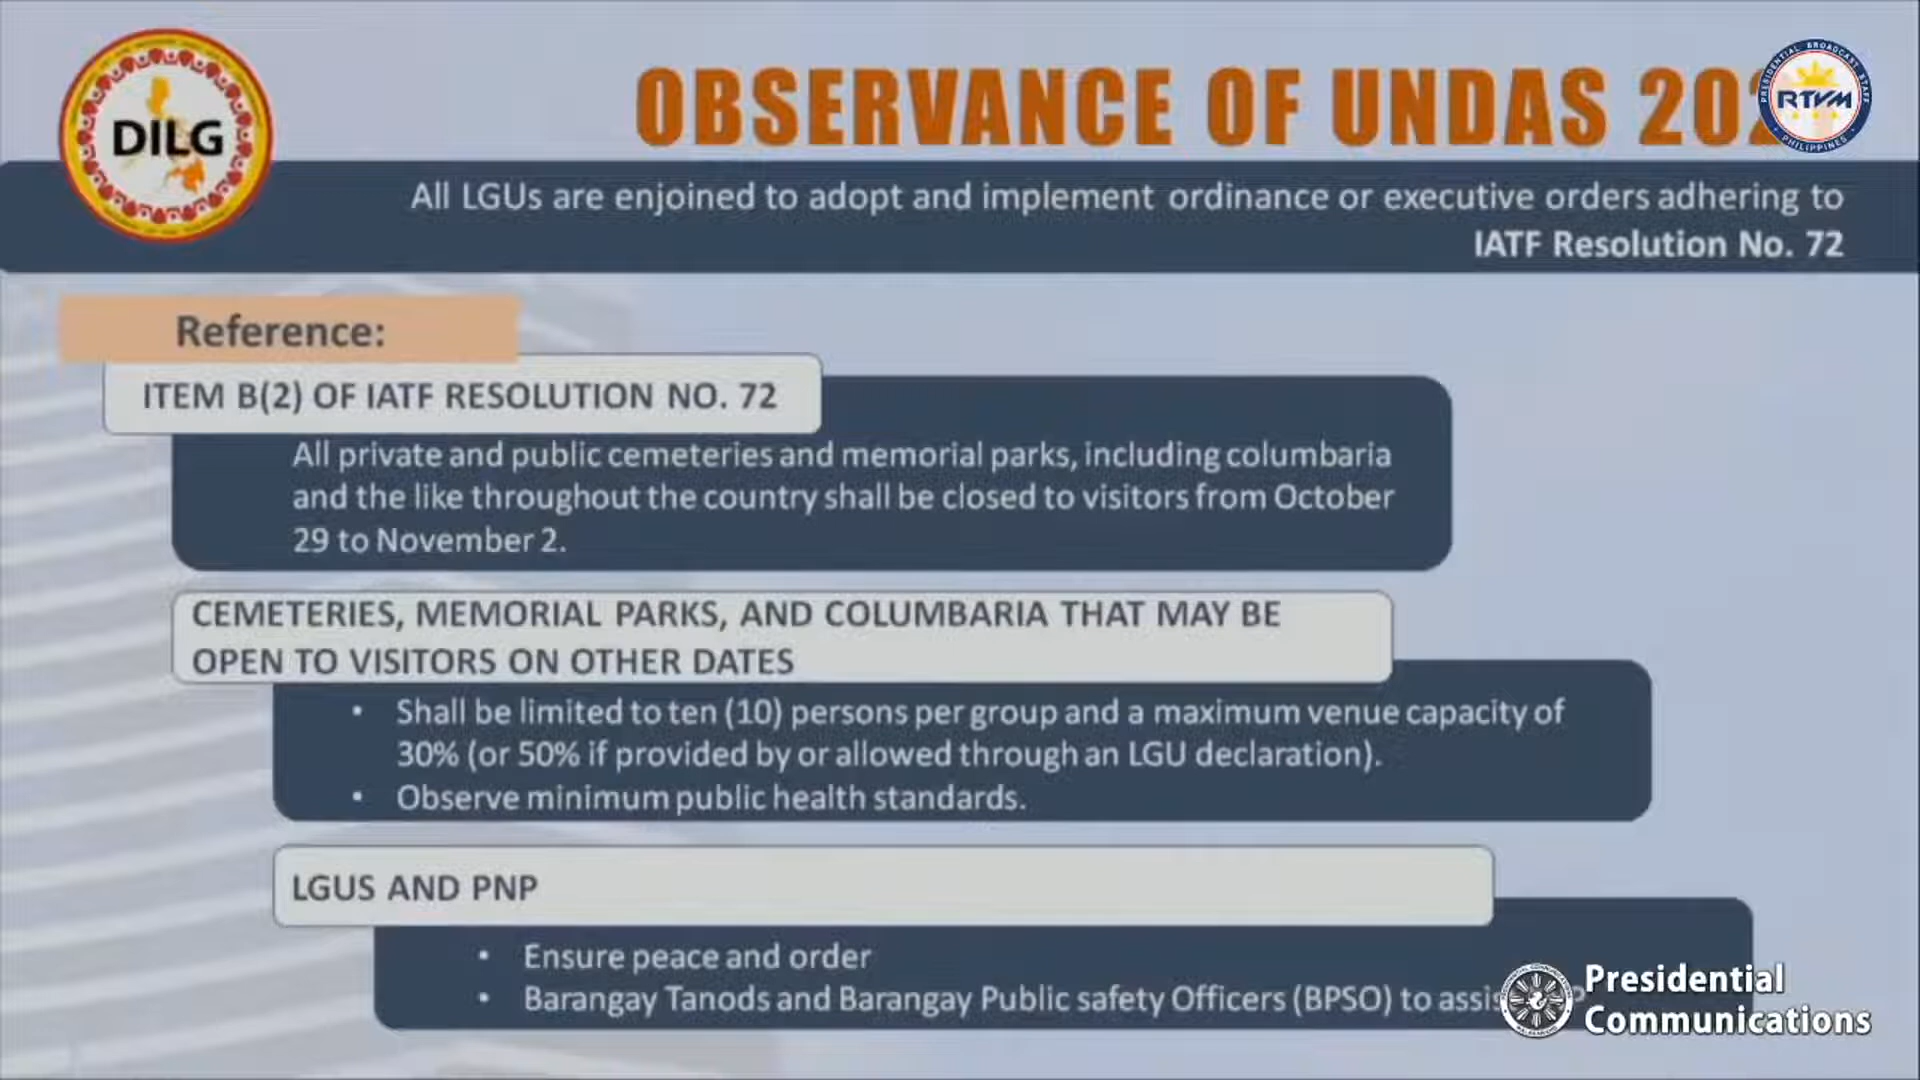 DILG
OBSERVANCE OF UNDAS
PRESIDENTIAL BROADCAST STAFF
RTVM
PHILIPPINES
All LGUs are enjoined to adopt and implement ordinance or executive orders adhering to
IATF Resolution No. 72
Reference:
ITEM B(2) OF IATF RESOLUTION NO. 72
All private and public cemeteries and memorial parks, including columbaria
and the like throughout the country shall be closed to visitors from October
29 to November 2.
CEMETERIES, MEMORIAL PARKS, AND COLUMBARIA THAT MAY BE
OPEN TO VISITORS ON OTHER DATES
• Shall be limited to ten (10) persons per group and a maximum venue capacity of
30% (or 50% if provided by or allowed through an LGU declaration).
• Observe minimum public health standards.
LGUS AND PNP
• Ensure peace and order
• Barangay Tanods and Barangay Public safety Officers (BPSO) to
Presidential
Communications